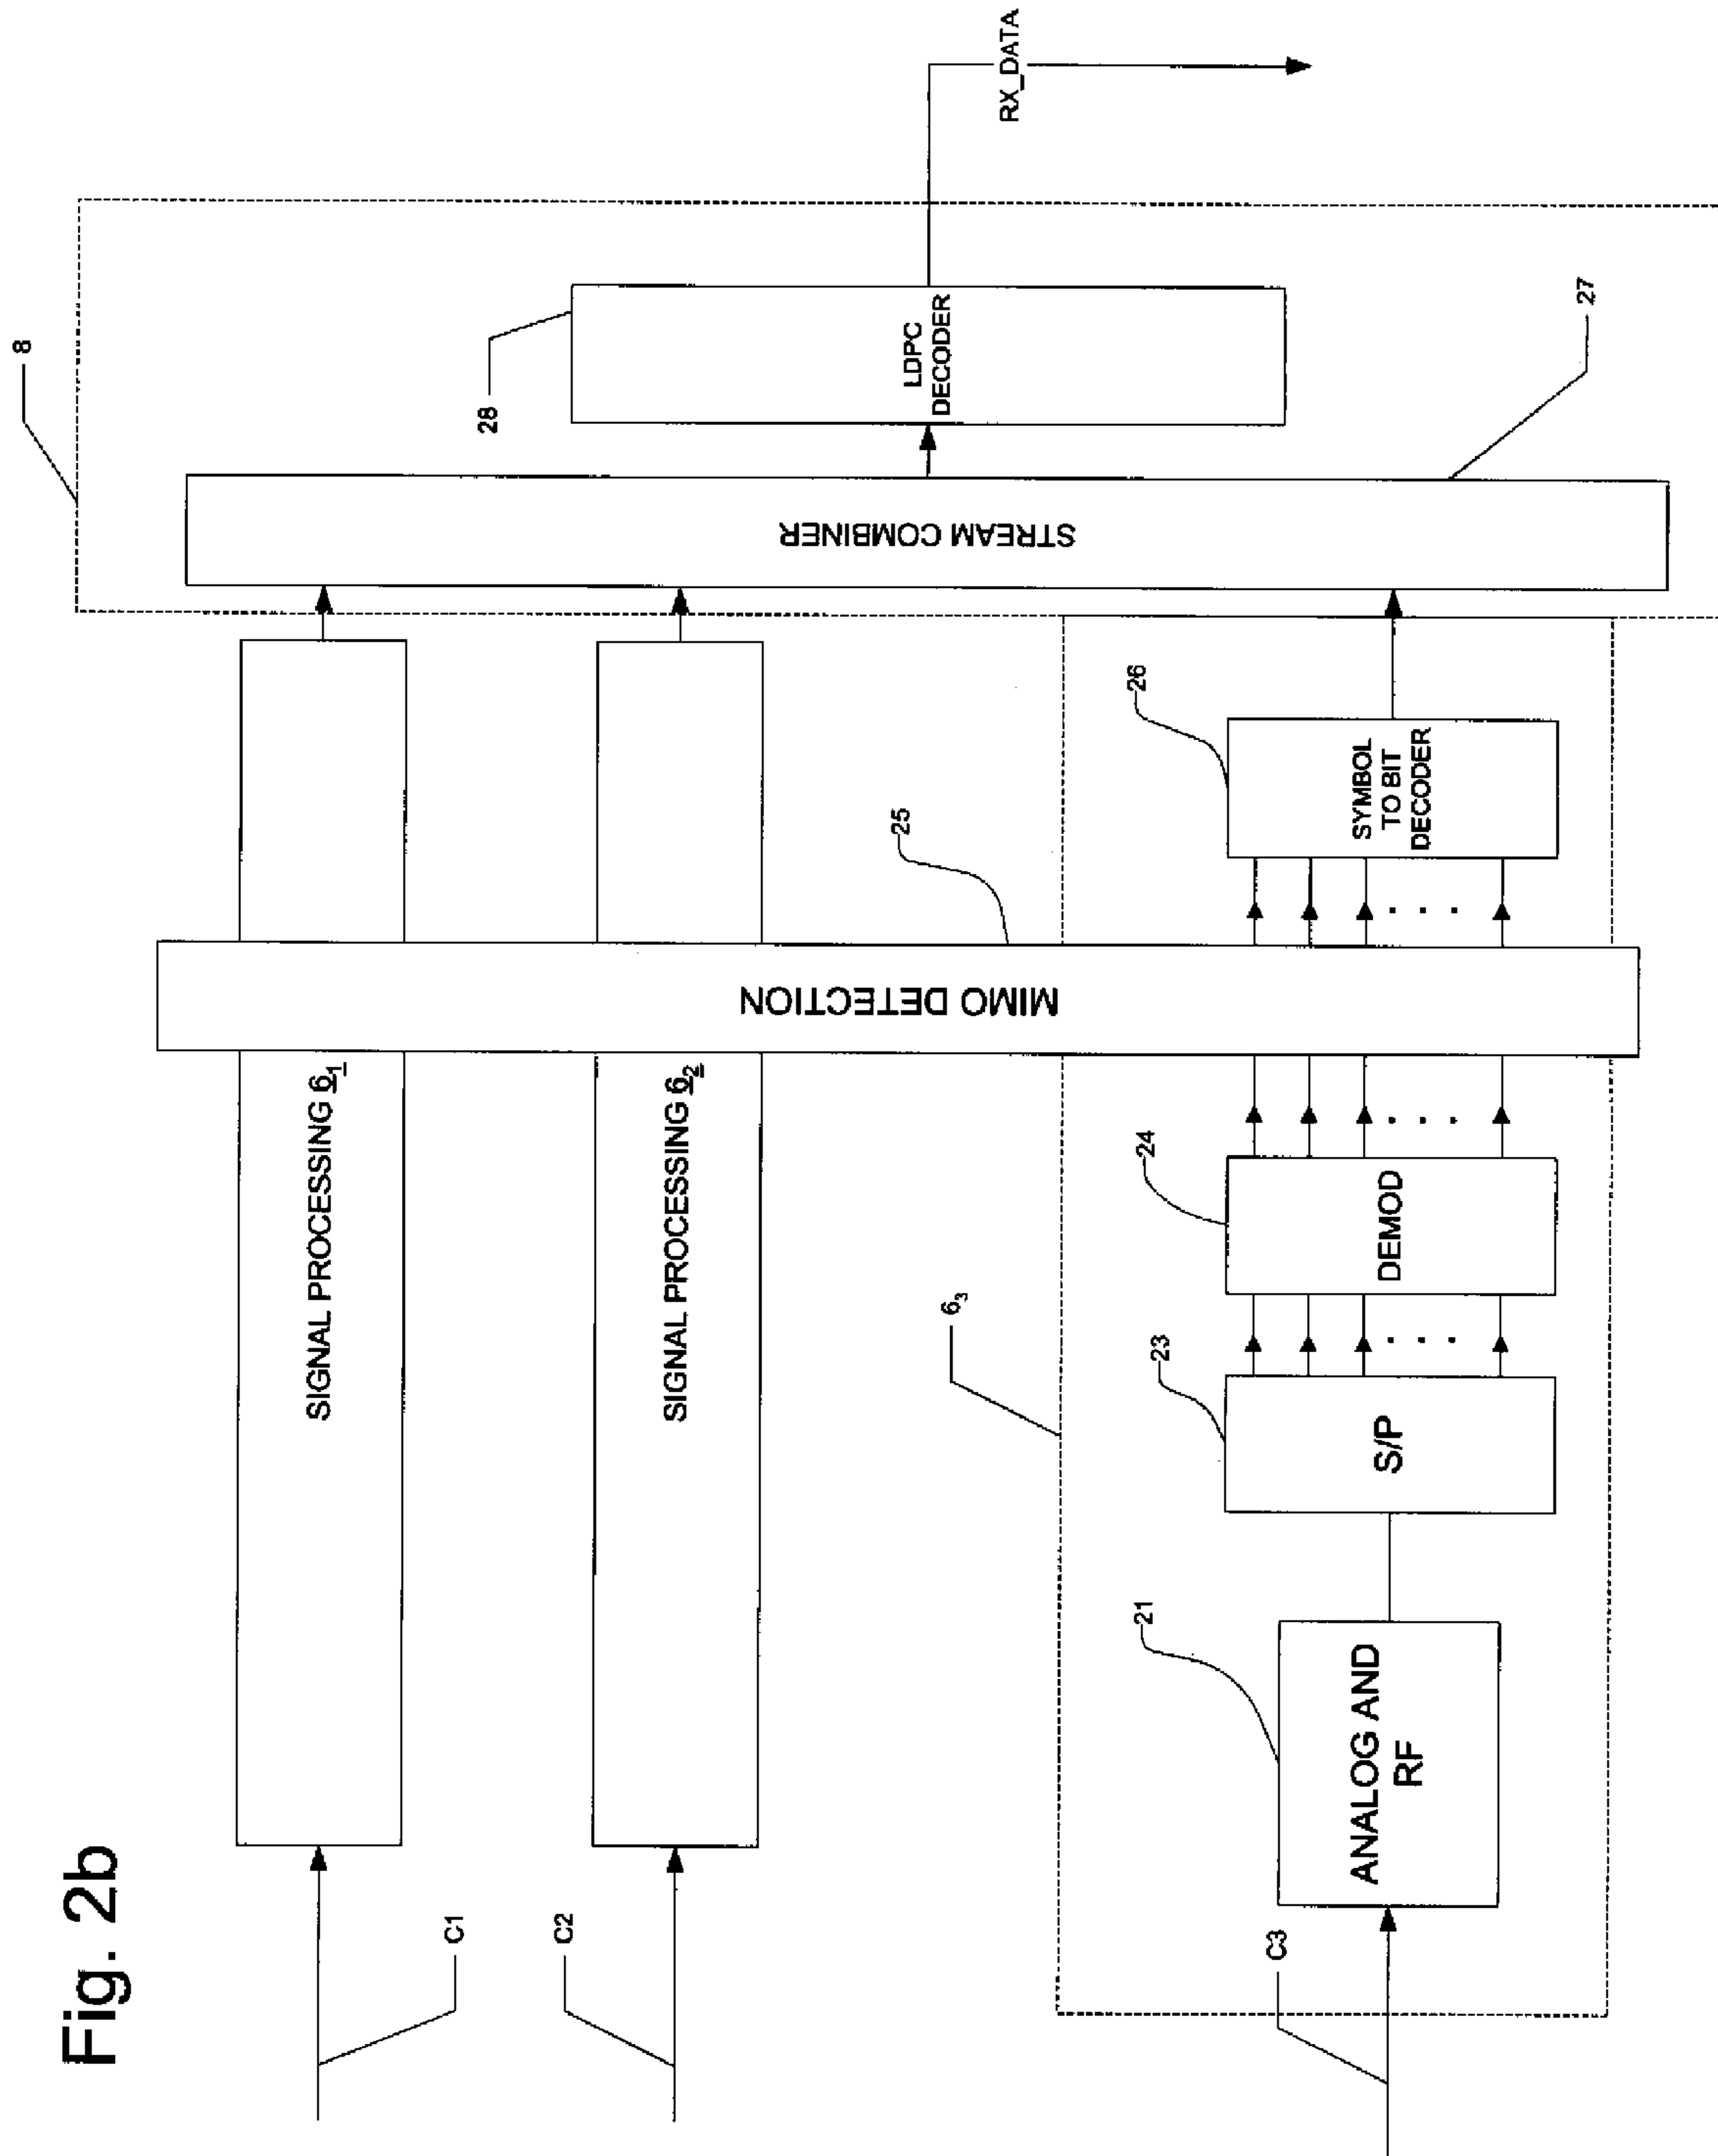 Fig. 2b
8
28
LDPC
DECODER
RX_DATA
STREAM COMBINER
27
SIGNAL PROCESSING 6₁
C1
SIGNAL PROCESSING 6₂
C2
25
MIMO DETECTION
6₃
C3
21
ANALOG AND
RF
23
S/P
24
DEMOD
26
SYMBOL
TO BIT
DECODER